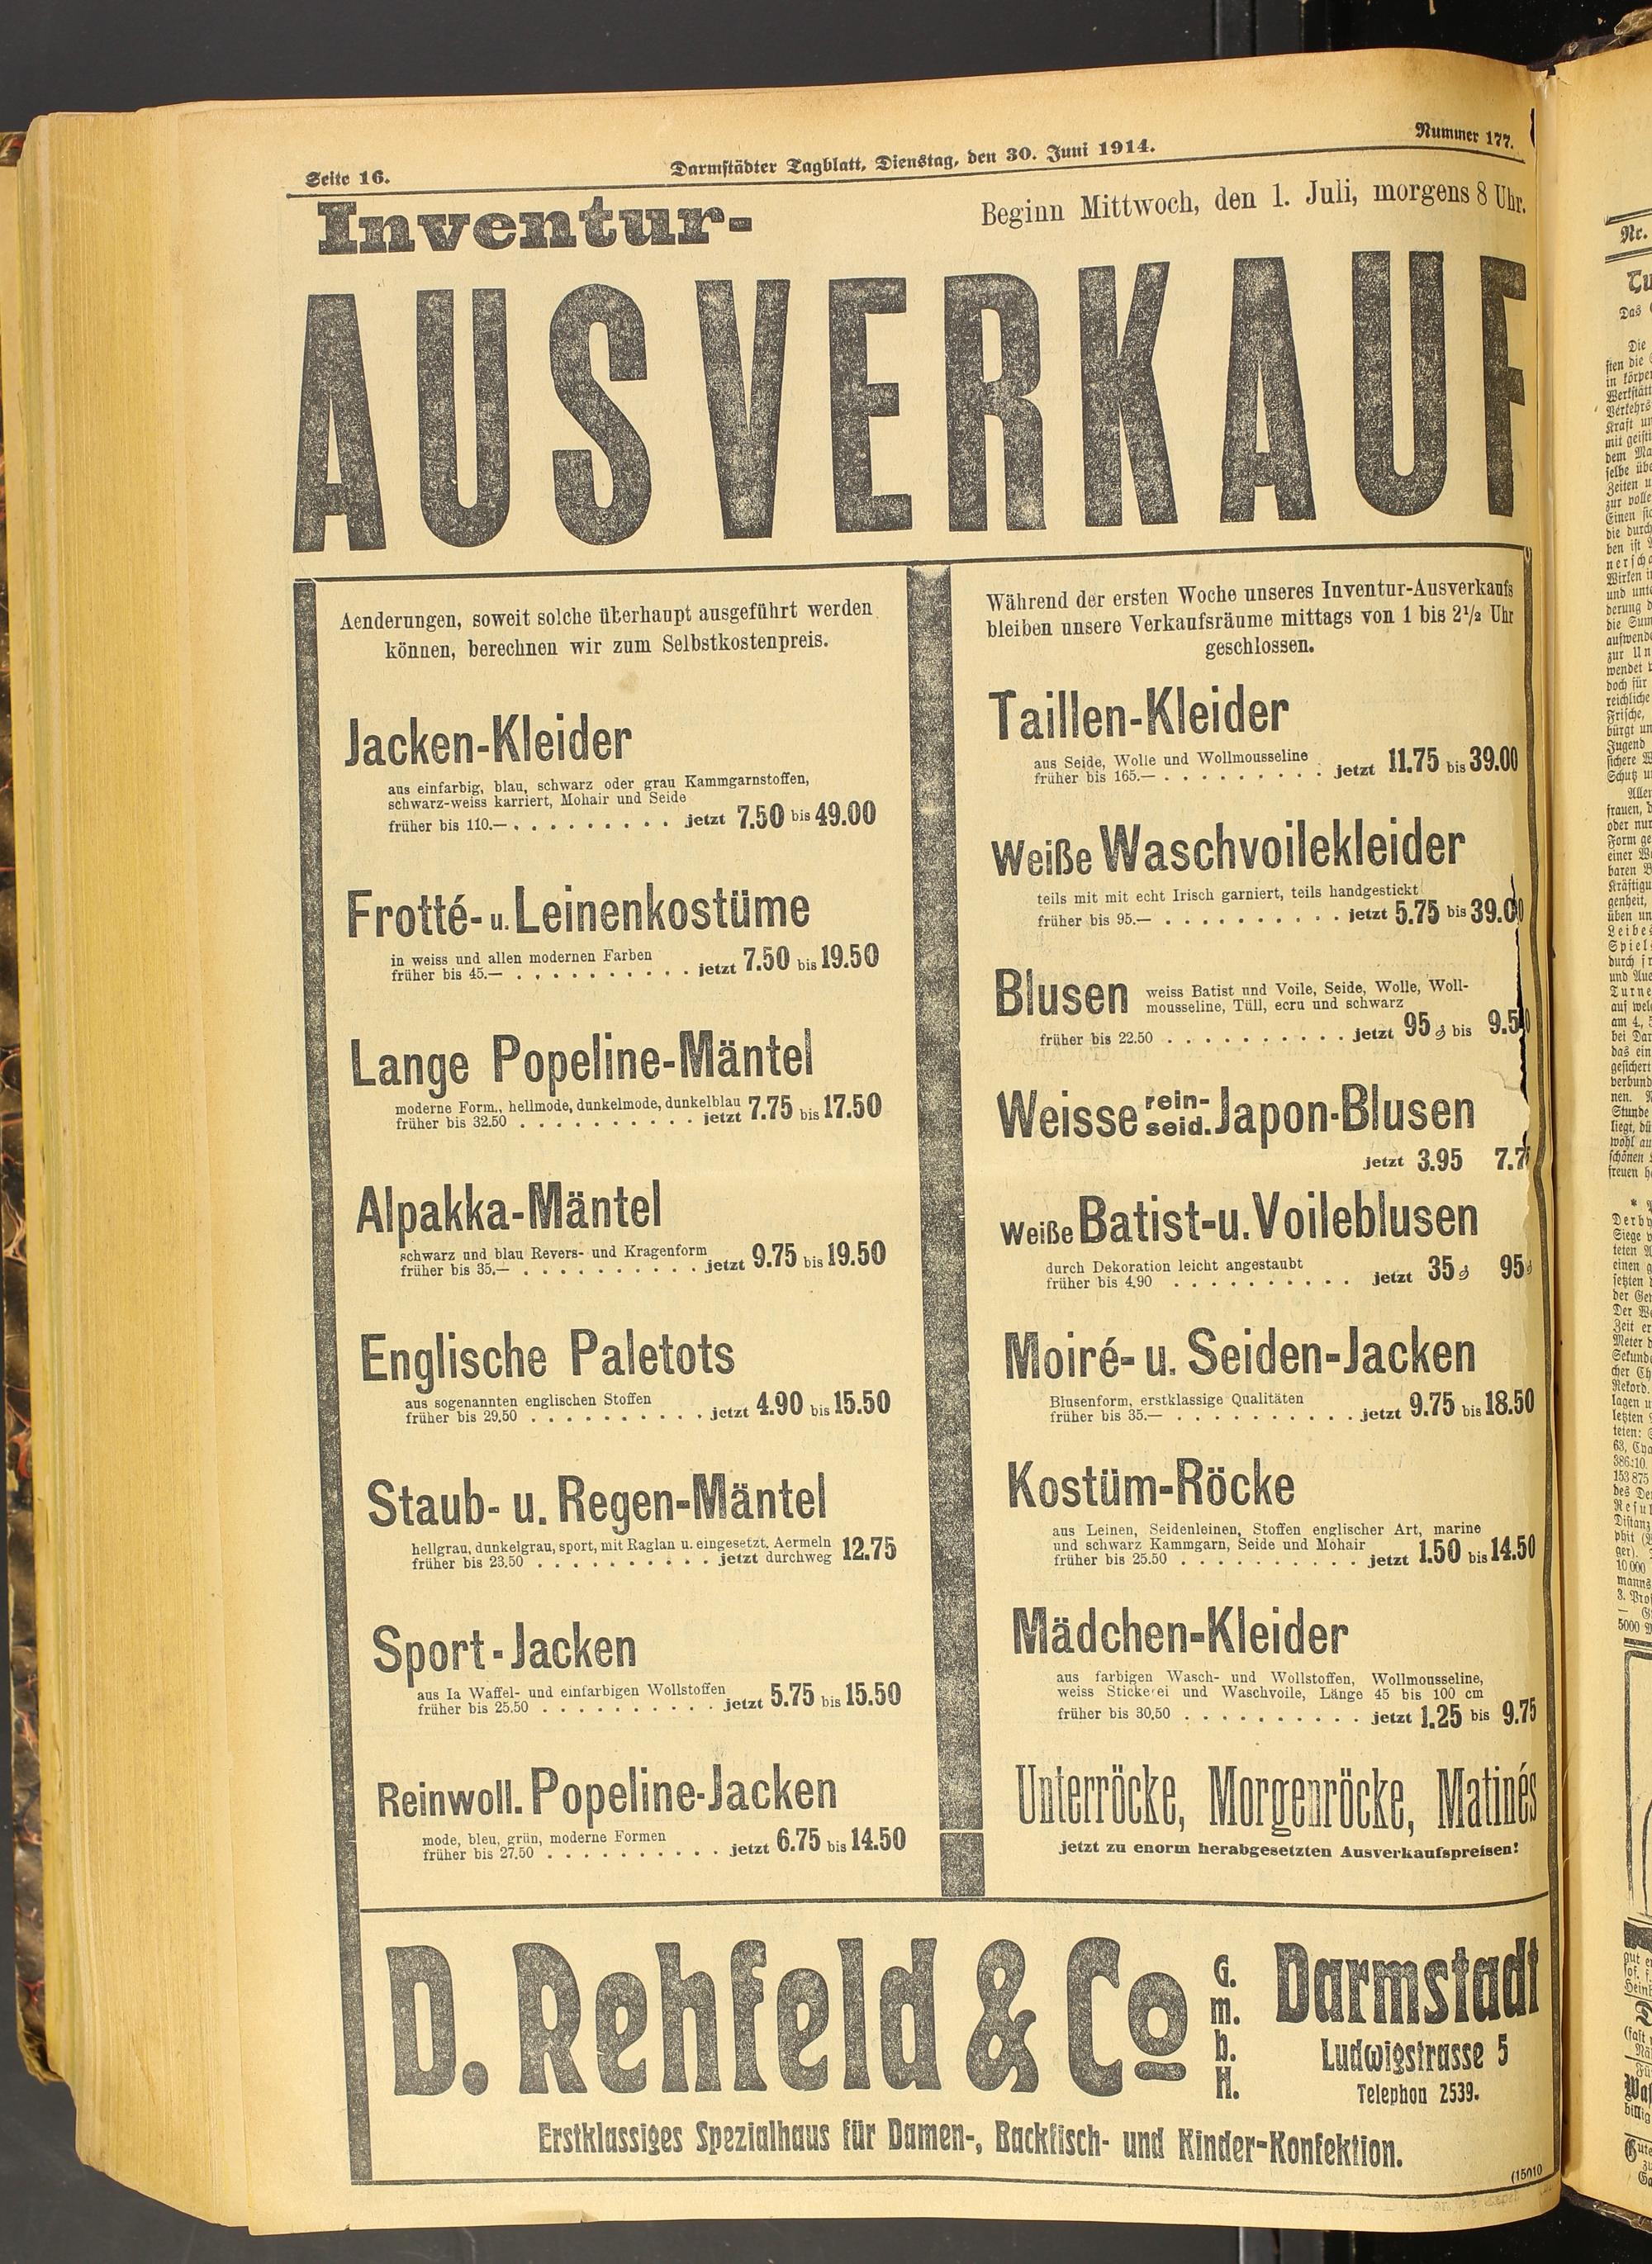 Seite 16.
Darmstädter Tagblatt, Dienstag, den 30. Juni 1914.
Nummer 177.
Inventur-
Beginn Mittwoch, den 1. Juli, morgens 8 Uhr.
AUSVERKAUF
Aenderungen, soweit solche überhaupt ausgeführt werden
können, berechnen wir zum Selbstkostenpreis.
Jacken-Kleider
aus einfarbig, blau, schwarz oder grau Kammgarnstoffen,
schwarz-weiss karriert, Mohair und Seide
früher bis 110.— . . . . . . . . . jetzt 7.50 bis 49.00
Frotté- u. Leinenkostüme
in weiss und allen modernen Farben
früher bis 45.— . . . . . . . . . . jetzt 7.50 bis 19.50
Lange Popeline-Mäntel
moderne Form., hellmode, dunkelmode, dunkelblau
früher bis 32.50 . . . . . . . . . . jetzt 7.75 bis 17.50
Alpakka-Mäntel
schwarz und blau Revers- und Kragenform
früher bis 35.— . . . . . . . . . . jetzt 9.75 bis 19.50
Englische Paletots
aus sogenannten englischen Stoffen
früher bis 29.50 . . . . . . . . . . jetzt 4.90 bis 15.50
Staub- u. Regen-Mäntel
hellgrau, dunkelgrau, sport, mit Raglan u. eingesetzt. Aermeln
früher bis 23.50 . . . . . . . . . . jetzt durchweg 12.75
Sport-Jacken
aus Ia Waffel- und einfarbigen Wollstoffen
früher bis 25.50 . . . . . . . . . . jetzt 5.75 bis 15.50
Reinwoll. Popeline-Jacken
mode, bleu, grün, moderne Formen
früher bis 27.50 . . . . . . . . . . jetzt 6.75 bis 14.50
Während der ersten Woche unseres Inventur-Ausverkaufs
bleiben unsere Verkaufsräume mittags von 1 bis 2½ Uhr
geschlossen.
Taillen-Kleider
aus Seide, Wolle und Wollmousseline
früher bis 165.— . . . . . . . . . jetzt 11.75 bis 39.00
Weiße Waschvoilekleider
teils mit mit echt Irisch garniert, teils handgestickt
früher bis 95.— . . . . . . . . . . jetzt 5.75 bis 39.00
Blusen weiss Batist und Voile, Seide, Wolle, Woll-
mousseline, Tüll, ecru und schwarz
früher bis 22.50 . . . . . . . . . . jetzt 95 ₰ bis 9.50
Weisse rein-seid. Japon-Blusen
jetzt 3.95 7.7
Weiße Batist- u. Voileblusen
durch Dekoration leicht angestaubt
früher bis 4.90 . . . . . . . . . . jetzt 35 ₰ 95 ₰
Moiré- u. Seiden-Jacken
Blusenform, erstklassige Qualitäten
früher bis 35.— . . . . . . . . . . jetzt 9.75 bis 18.50
Kostüm-Röcke
aus Leinen, Seidenleinen, Stoffen englischer Art, marine
und schwarz Kammgarn, Seide und Mohair
früher bis 25.50 . . . . . . . . . . jetzt 1.50 bis 14.50
Mädchen-Kleider
aus farbigen Wasch- und Wollstoffen, Wollmousseline,
weiss Stickerei und Waschvoile, Länge 45 bis 100 cm
früher bis 30.50 . . . . . . . . . . jetzt 1.25 bis 9.75
Unterröcke, Morgenröcke, Matinés
jetzt zu enorm herabgesetzten Ausverkaufspreisen!
D. Rehfeld & Co G. m. b. H. Darmstadt
Ludwigstrasse 5
Telephon 2539.
Erstklassiges Spezialhaus für Damen-, Backfisch- und Kinder-Konfektion.
(15010